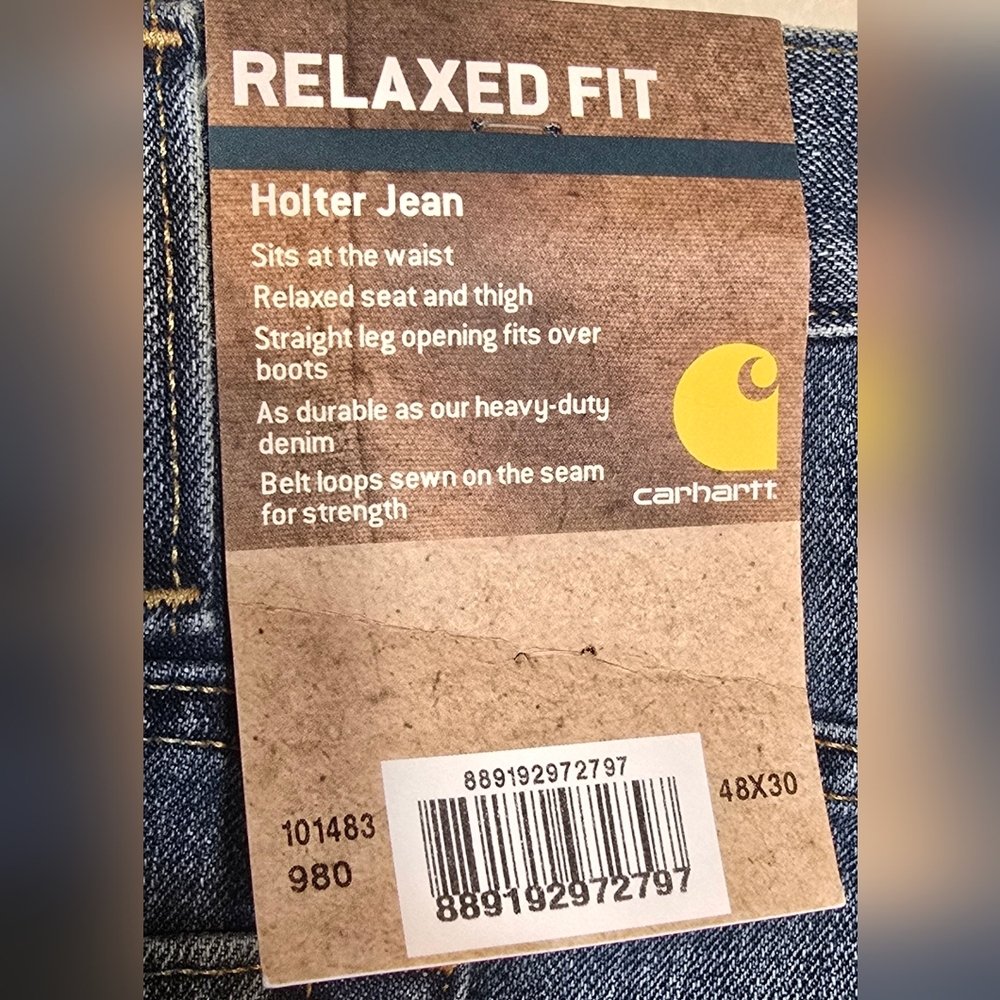 RELAXED FIT
Holter Jean
Sits at the waist
Relaxed seat and thigh
Straight leg opening fits over
boots
As durable as our heavy-duty
denim
Belt loops sewn on the seam
for strength
carhartt
889192972797
48X30
101483
980
889192972797